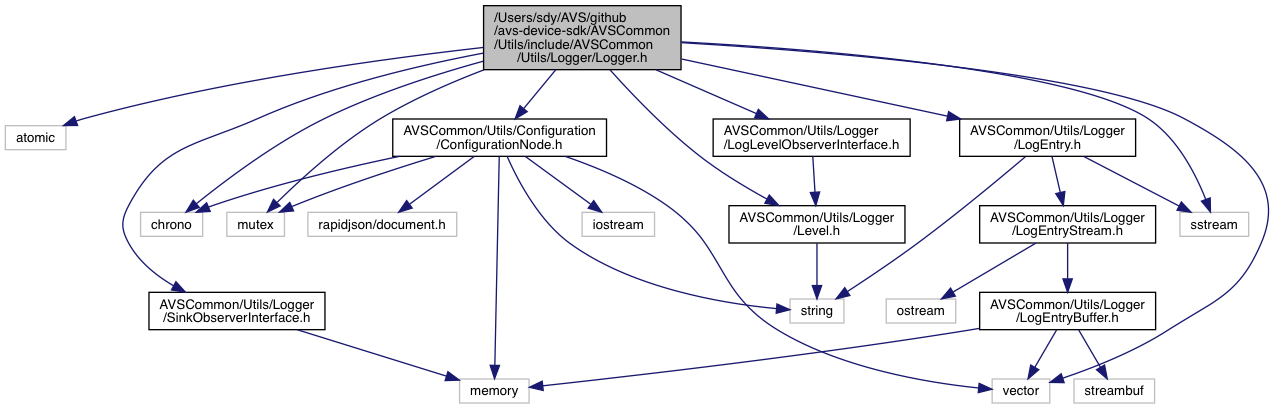 /Users/sdy/AVS/github
/avs-device-sdk/AVSCommon
/Utils/include/AVSCommon
/Utils/Logger/Logger.h
atomic
AVSCommon/Utils/Configuration
/ConfigurationNode.h
AVSCommon/Utils/Logger
/LogLevelObserverInterface.h
AVSCommon/Utils/Logger
/LogEntry.h
chrono
mutex
rapidjson/document.h
iostream
AVSCommon/Utils/Logger
/Level.h
AVSCommon/Utils/Logger
/LogEntryStream.h
sstream
AVSCommon/Utils/Logger
/SinkObserverInterface.h
string
ostream
AVSCommon/Utils/Logger
/LogEntryBuffer.h
memory
vector
streambuf